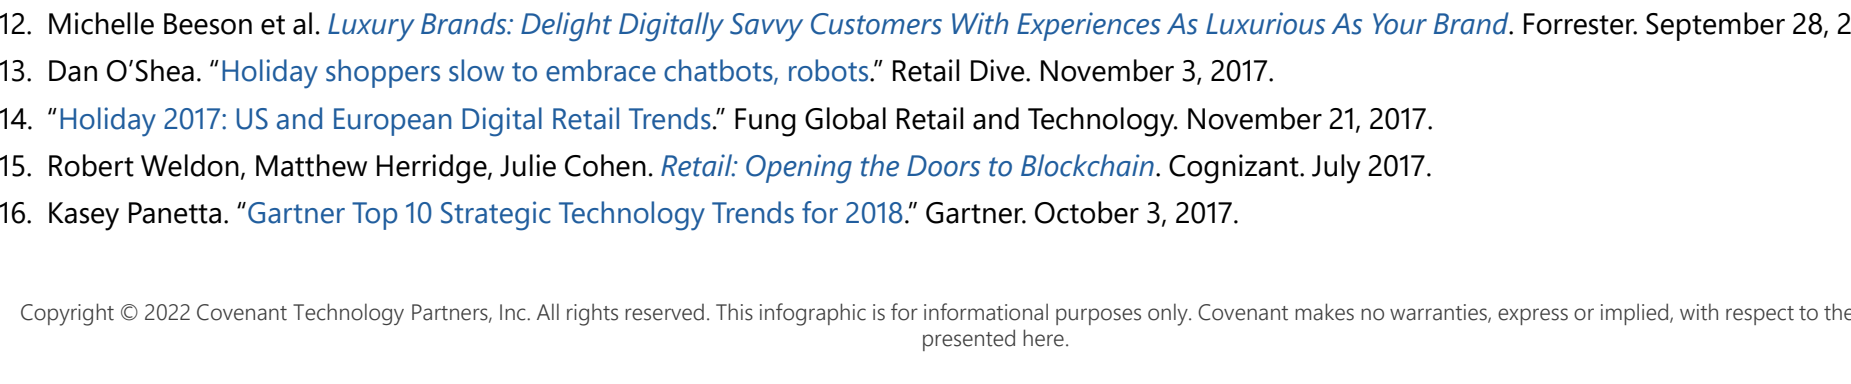 12. Michelle Beeson et al. Luxury Brands: Delight Digitally Savvy Customers With Experiences As Luxurious As Your Brand. Forrester. September 28, 2
13. Dan O’Shea. “Holiday shoppers slow to embrace chatbots, robots.” Retail Dive. November 3, 2017.
14. “Holiday 2017: US and European Digital Retail Trends.” Fung Global Retail and Technology. November 21, 2017.
15. Robert Weldon, Matthew Herridge, Julie Cohen. Retail: Opening the Doors to Blockchain. Cognizant. July 2017.
16. Kasey Panetta. “Gartner Top 10 Strategic Technology Trends for 2018.” Gartner. October 3, 2017.
Copyright © 2022 Covenant Technology Partners, Inc. All rights reserved. This infographic is for informational purposes only. Covenant makes no warranties, express or implied, with respect to the
presented here.